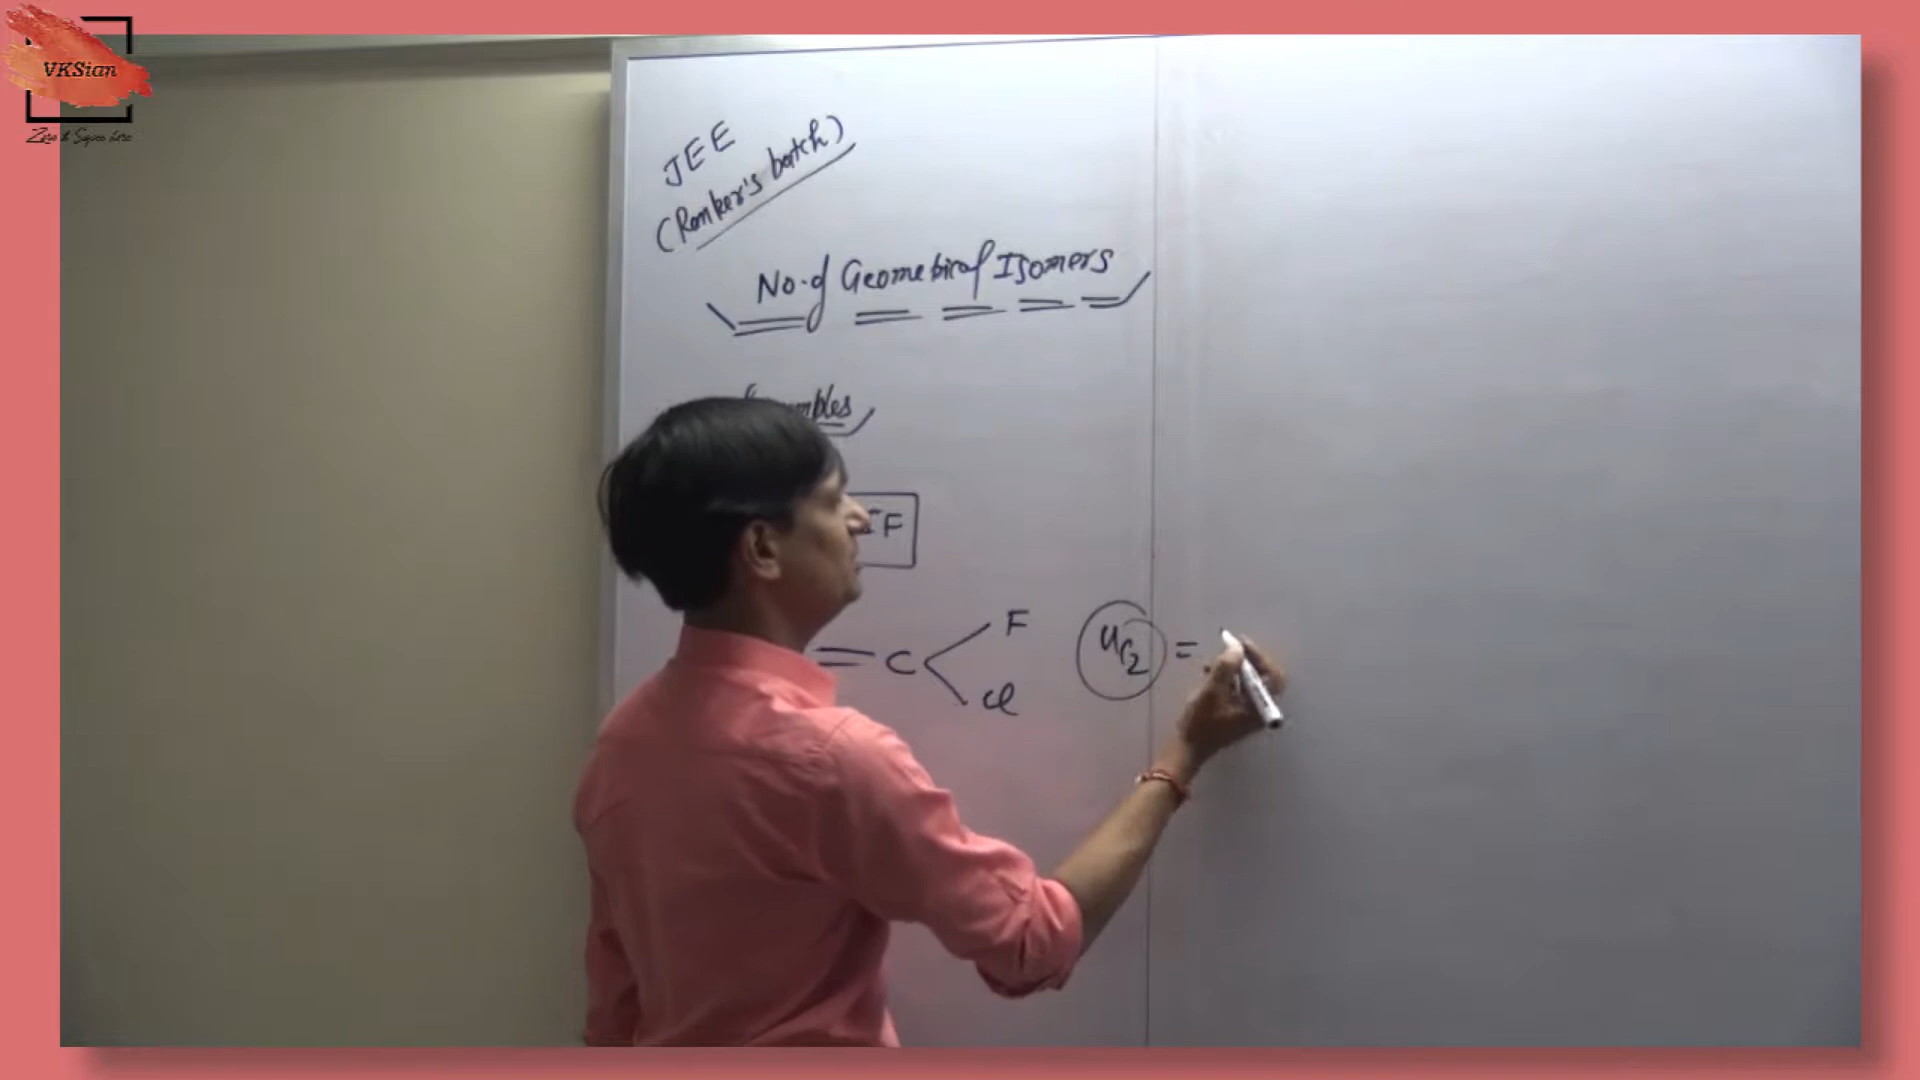 VKSian
JEE
(Ranker's batch)
No. of Geometrical Isomers
F
=C
F
Cl
4C2 =